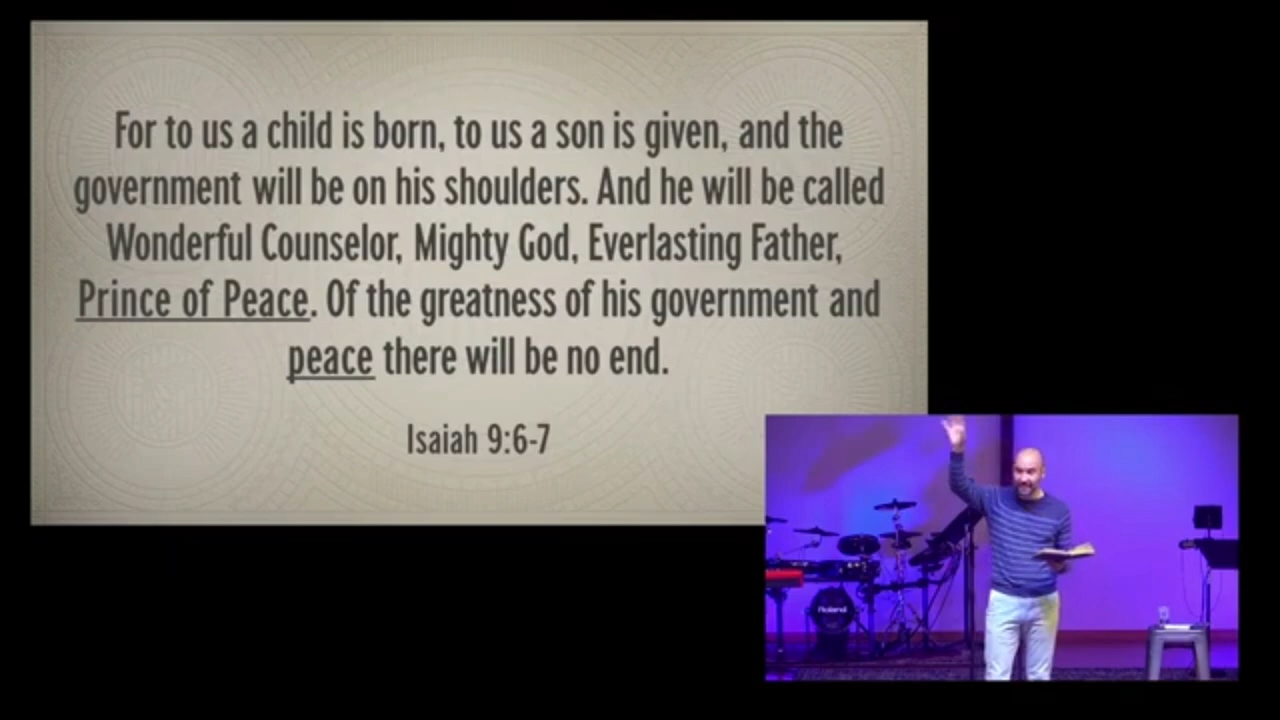 For to us a child is born, to us a son is given, and the
government will be on his shoulders. And he will be called
Wonderful Counselor, Mighty God, Everlasting Father,
Prince of Peace. Of the greatness of his government and
peace there will be no end.
Isaiah 9:6-7
Roland